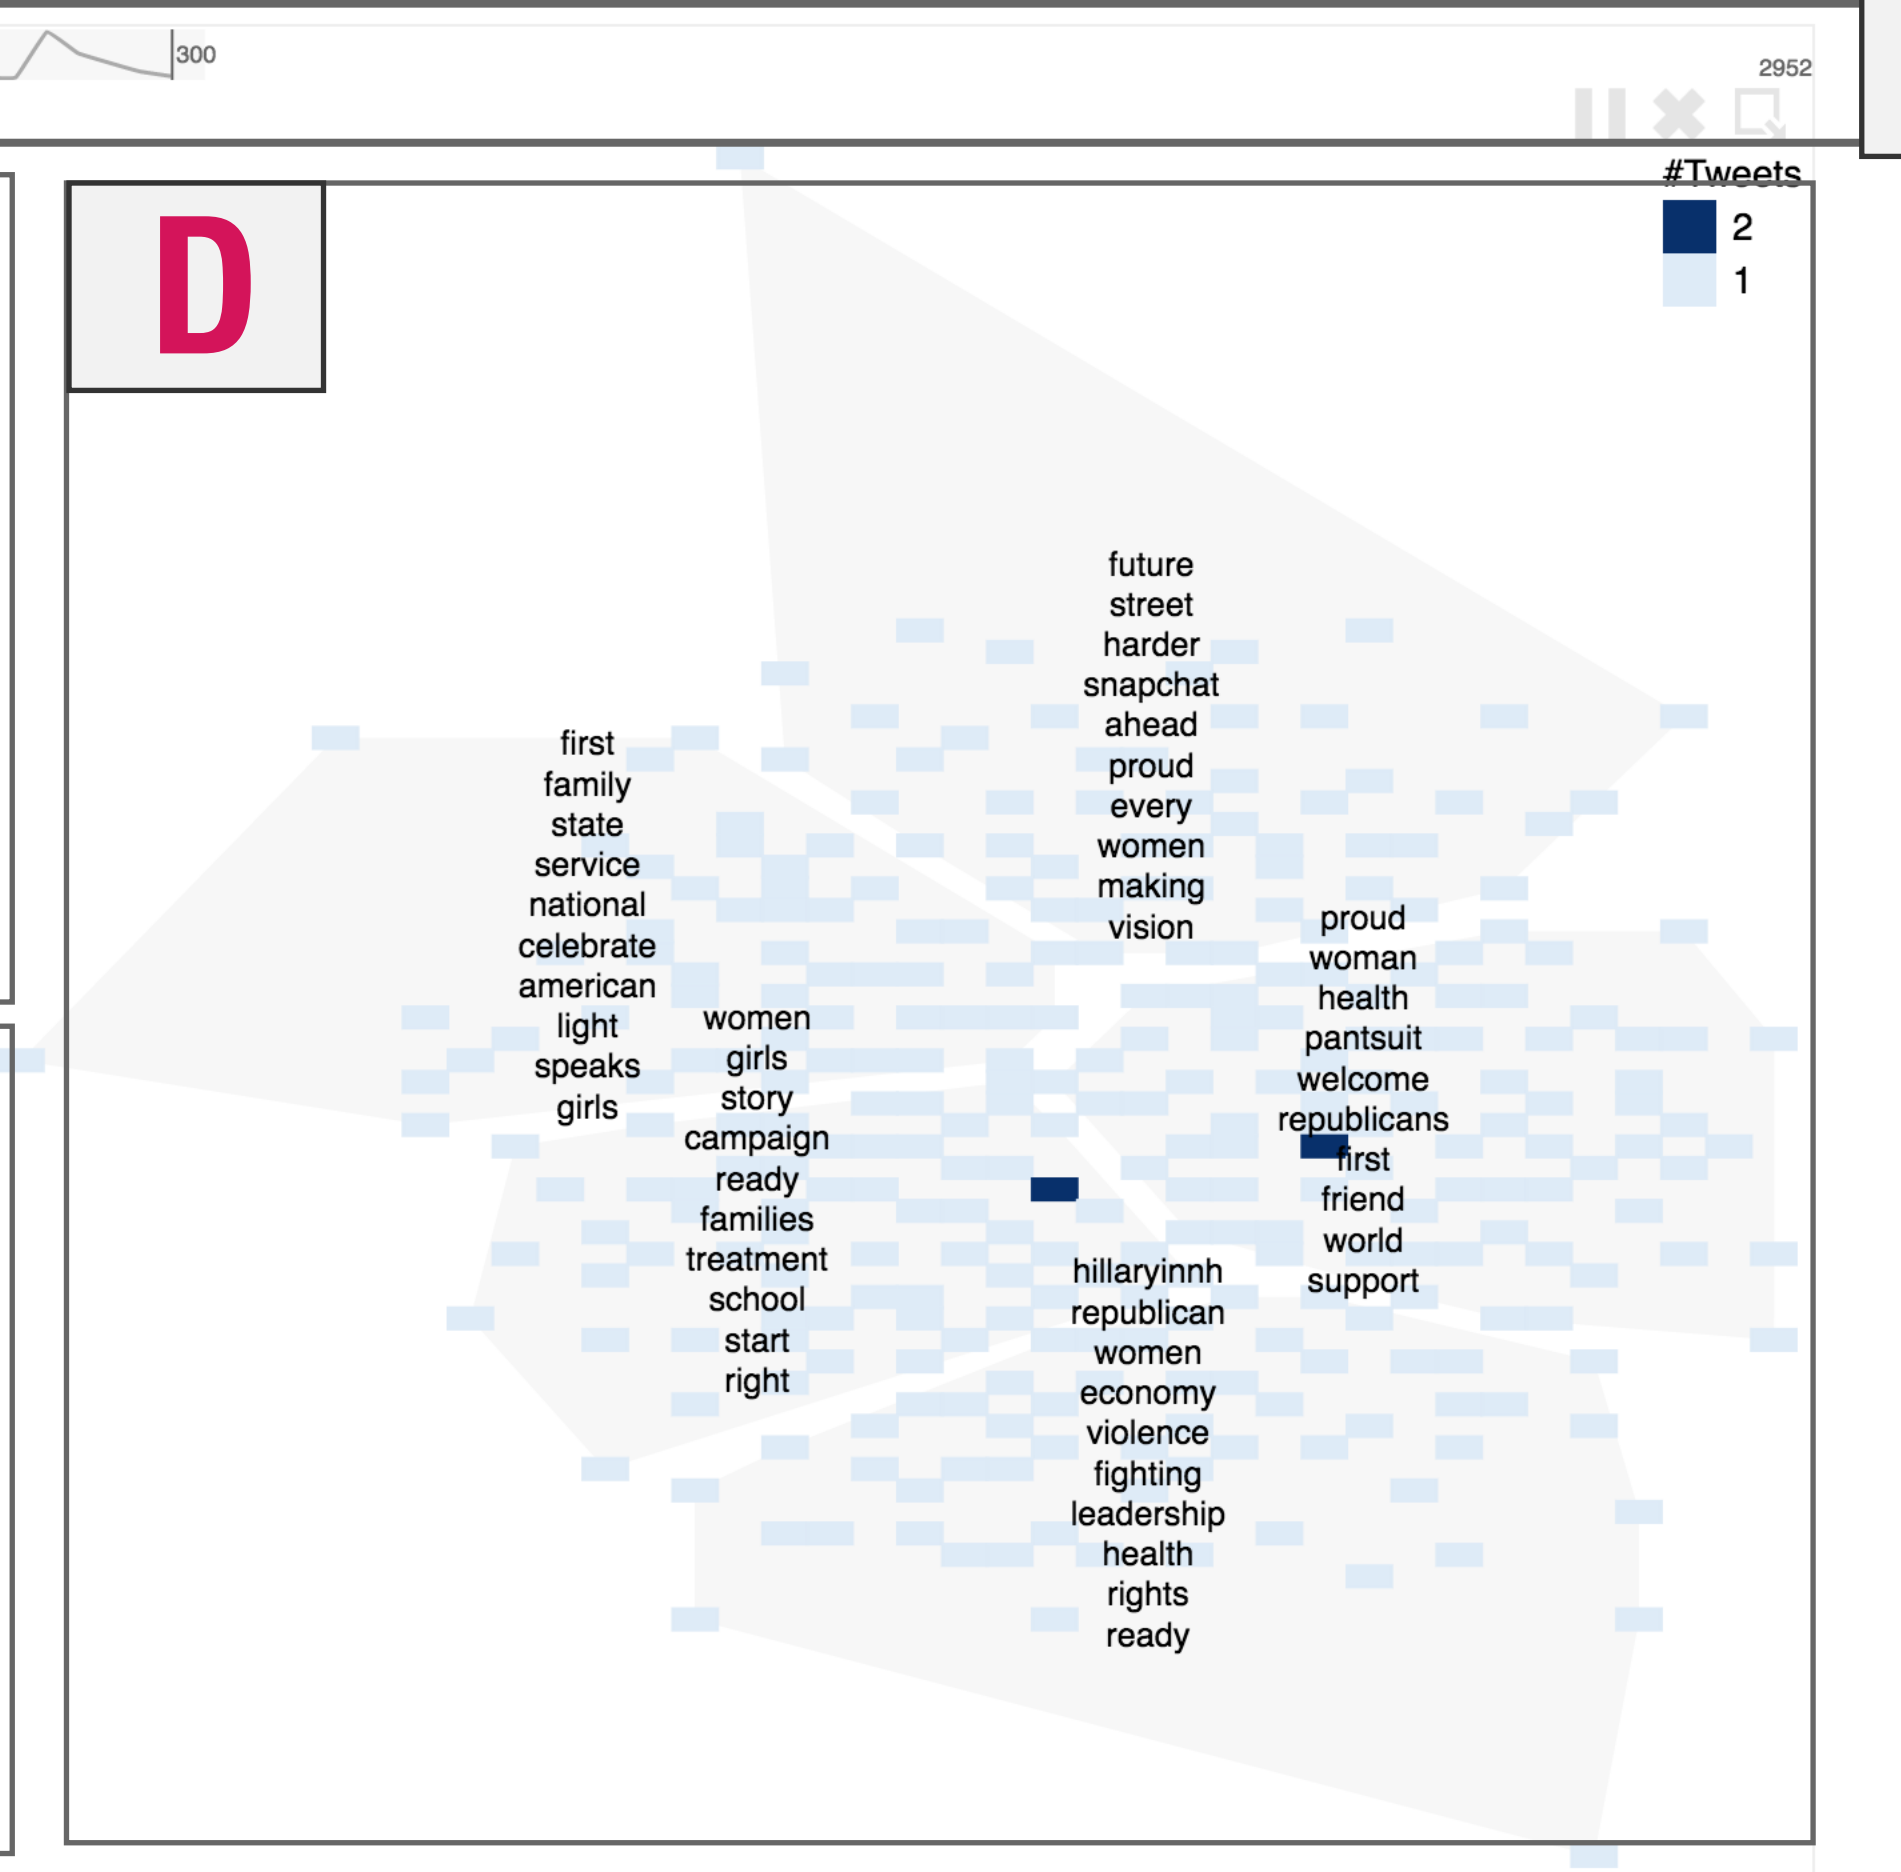 300
2952
#Tweets
2
1
D
future
street
harder
snapchat
ahead
proud
every
women
making
vision
first
family
state
service
national
celebrate
american
light
speaks
girls
proud
woman
health
pantsuit
welcome
republicans
first
friend
world
support
women
girls
story
campaign
ready
families
treatment
school
start
right
hillaryinnh
republican
women
economy
violence
fighting
leadership
health
rights
ready